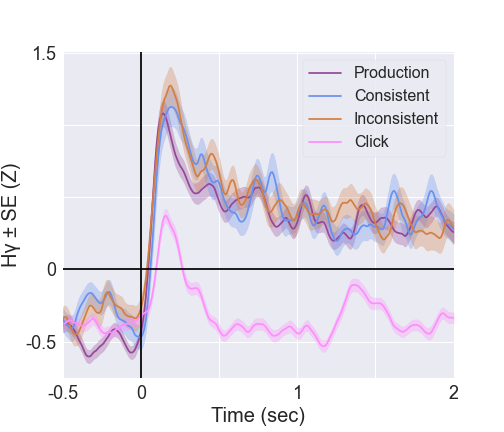 1.5
Production
Consistent
Inconsistent
Click
Hγ ± SE (Z)
0
-0.5
-0.5
0
1
2
Time (sec)